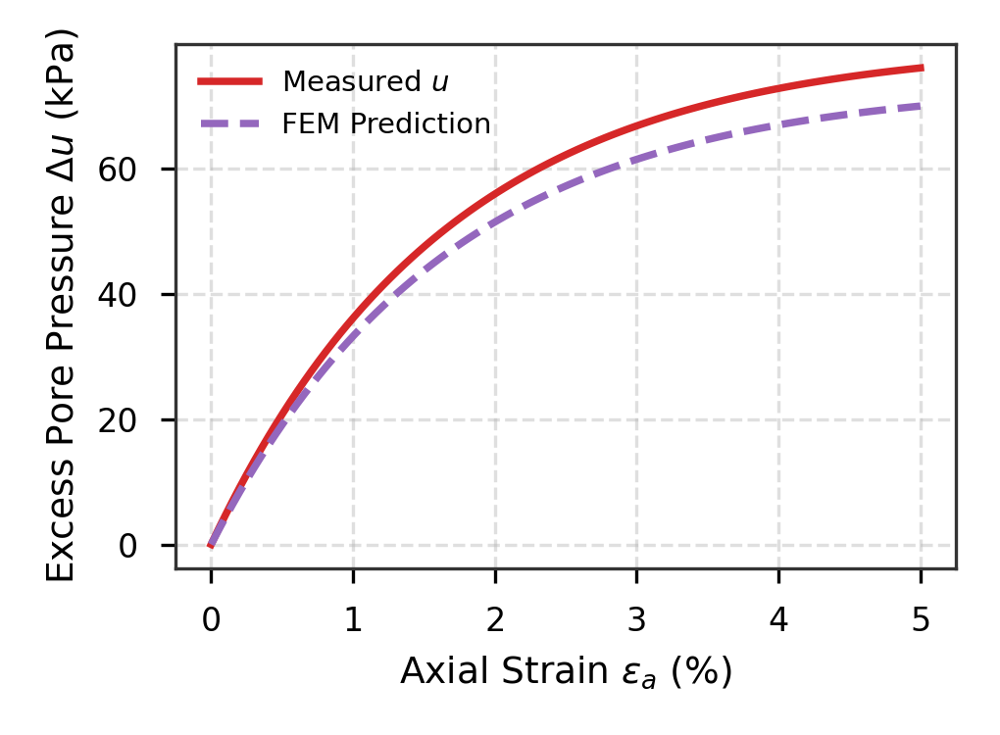 Excess Pore Pressure Δu (kPa)
Measured u
FEM Prediction
60
40
20
0
0 1 2 3 4 5
Axial Strain εₐ (%)